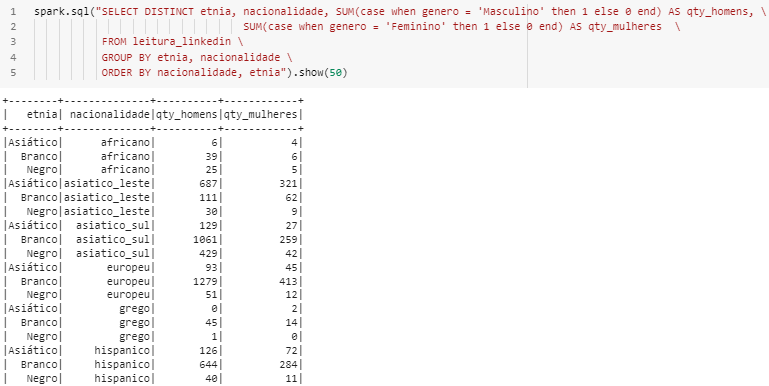 1 spark.sql("SELECT DISTINCT etnia, nacionalidade, SUM(case when genero = 'Masculino' then 1 else 0 end) AS qty_homens, \
2 SUM(case when genero = 'Feminino' then 1 else 0 end) AS qty_mulheres \
3 FROM leitura_linkedin \
4 GROUP BY etnia, nacionalidade \
5 ORDER BY nacionalidade, etnia").show(50)
+--------+--------------+----------+------------+
|   etnia| nacionalidade|qty_homens|qty_mulheres|
+--------+--------------+----------+------------+
|Asiático|      africano|         6|           4|
|  Branco|      africano|        39|           6|
|   Negro|      africano|        25|           5|
|Asiático|asiatico_leste|       687|         321|
|  Branco|asiatico_leste|       111|          62|
|   Negro|asiatico_leste|        30|           9|
|Asiático|  asiatico_sul|       129|          27|
|  Branco|  asiatico_sul|      1061|         259|
|   Negro|  asiatico_sul|       429|          42|
|Asiático|       europeu|        93|          45|
|  Branco|       europeu|      1279|         413|
|   Negro|       europeu|        51|          12|
|Asiático|         grego|         0|           2|
|  Branco|         grego|        45|          14|
|   Negro|         grego|         1|           0|
|Asiático|     hispanico|       126|          72|
|  Branco|     hispanico|       644|         284|
|   Negro|     hispanico|        40|          11|